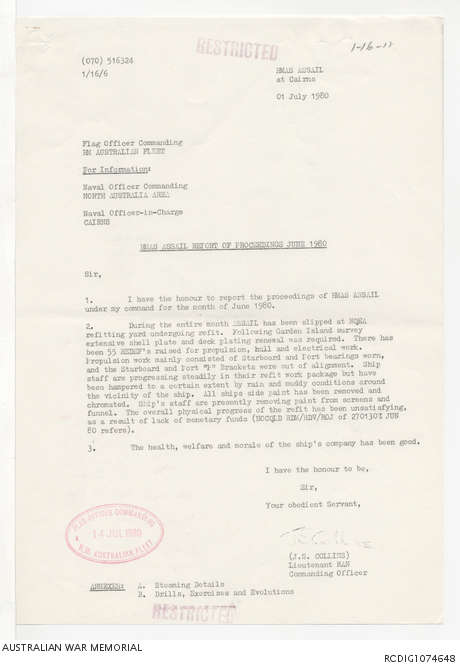 RESTRICTED
1-16-11
(070) 516324
1/16/6
HMAS ASSAIL
at Cairns
01 July 1980
Flag Officer Commanding
HM AUSTRALIAN FLEET
For Information:
Naval Officer Commanding
NORTH AUSTRALIA AREA
Naval Officer-in-Charge
CAIRNS
HMAS ASSAIL REPORT OF PROCEEDINGS JUNE 1980
Sir,
1. I have the honour to report the proceedings of HMAS ASSAIL
under my command for the month of June 1980.
2. During the entire month ASSAIL has been slipped at NQEA
refitting yard undergoing refit. Following Garden Island survey
extensive shell plate and deck plating renewal was required. There has
been 55 raised for propulsion, hull and electrical work.
Propulsion work mainly consisted of Starboard and Port bearings worn,
and the Starboard and Port Brackets were out of alignment. Ship
staff are progressing steadily in their refit work package but have
been hampered to a certain extent by rain and muddy conditions around
the vicinity of the ship. All ships side paint has been removed and
chromated. Ship's staff are presently removing paint from screens and
funnel. The overall physical progress of the refit has been unsatisfying,
as a result of lack of monetary funds (NOCQLD 270130Z JUN
80 refers).
3. The health, welfare and morale of the ship's company has been good.
I have the honour to be,
Sir,
Your obedient Servant,
(J.S. COLLINS)
Lieutenant RAN
Commanding Officer
FLAG OFFICER COMMANDING
14 JUL 1980
H.M. AUSTRALIAN FLEET
ANNEXES: A. Steaming Details
B. Drills, Exercises and Evolutions
RESTRICTED
AUSTRALIAN WAR MEMORIAL
RCDIG1074648